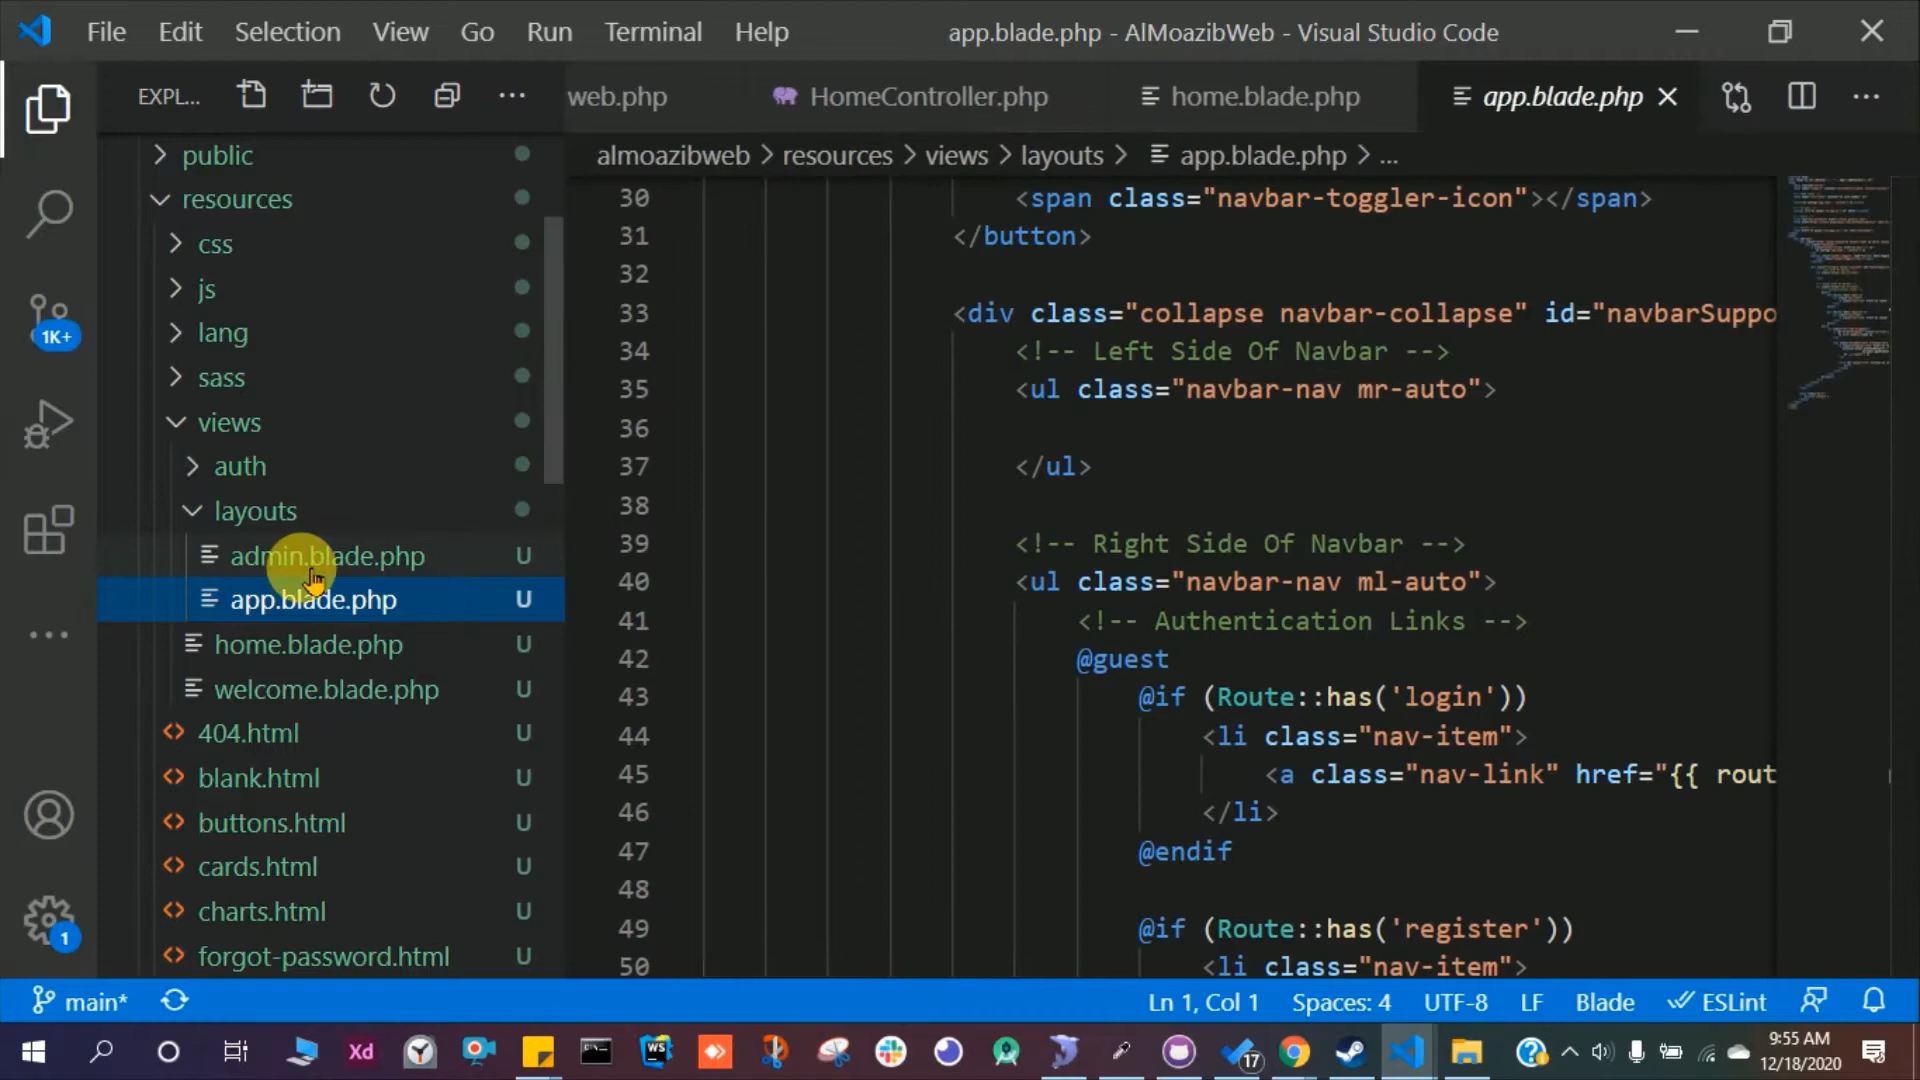 File Edit Selection View Go Run Terminal Help
app.blade.php - AlMoazibWeb - Visual Studio Code
EXPL...
web.php
HomeController.php
home.blade.php
app.blade.php
almoazibweb > resources > views > layouts > app.blade.php > ...
public
resources
css
js
lang
sass
views
auth
layouts
admin.blade.php U
app.blade.php U
home.blade.php U
welcome.blade.php U
404.html U
blank.html U
buttons.html U
cards.html U
charts.html U
forgot-password.html U
1K+
1
30 <span class="navbar-toggler-icon"></span>
31 </button>
32
33 <div class="collapse navbar-collapse" id="navbarSuppo
34 <!-- Left Side Of Navbar -->
35 <ul class="navbar-nav mr-auto">
36
37 </ul>
38
39 <!-- Right Side Of Navbar -->
40 <ul class="navbar-nav ml-auto">
41 <!-- Authentication Links -->
42 @guest
43 @if (Route::has('login'))
44 <li class="nav-item">
45 <a class="nav-link" href="{{ rout
46 </li>
47 @endif
48
49 @if (Route::has('register'))
50 <li class="nav-item">
main*
Ln 1, Col 1 Spaces: 4 UTF-8 LF Blade ESLint
Xd
WS
17
9:55 AM
12/18/2020